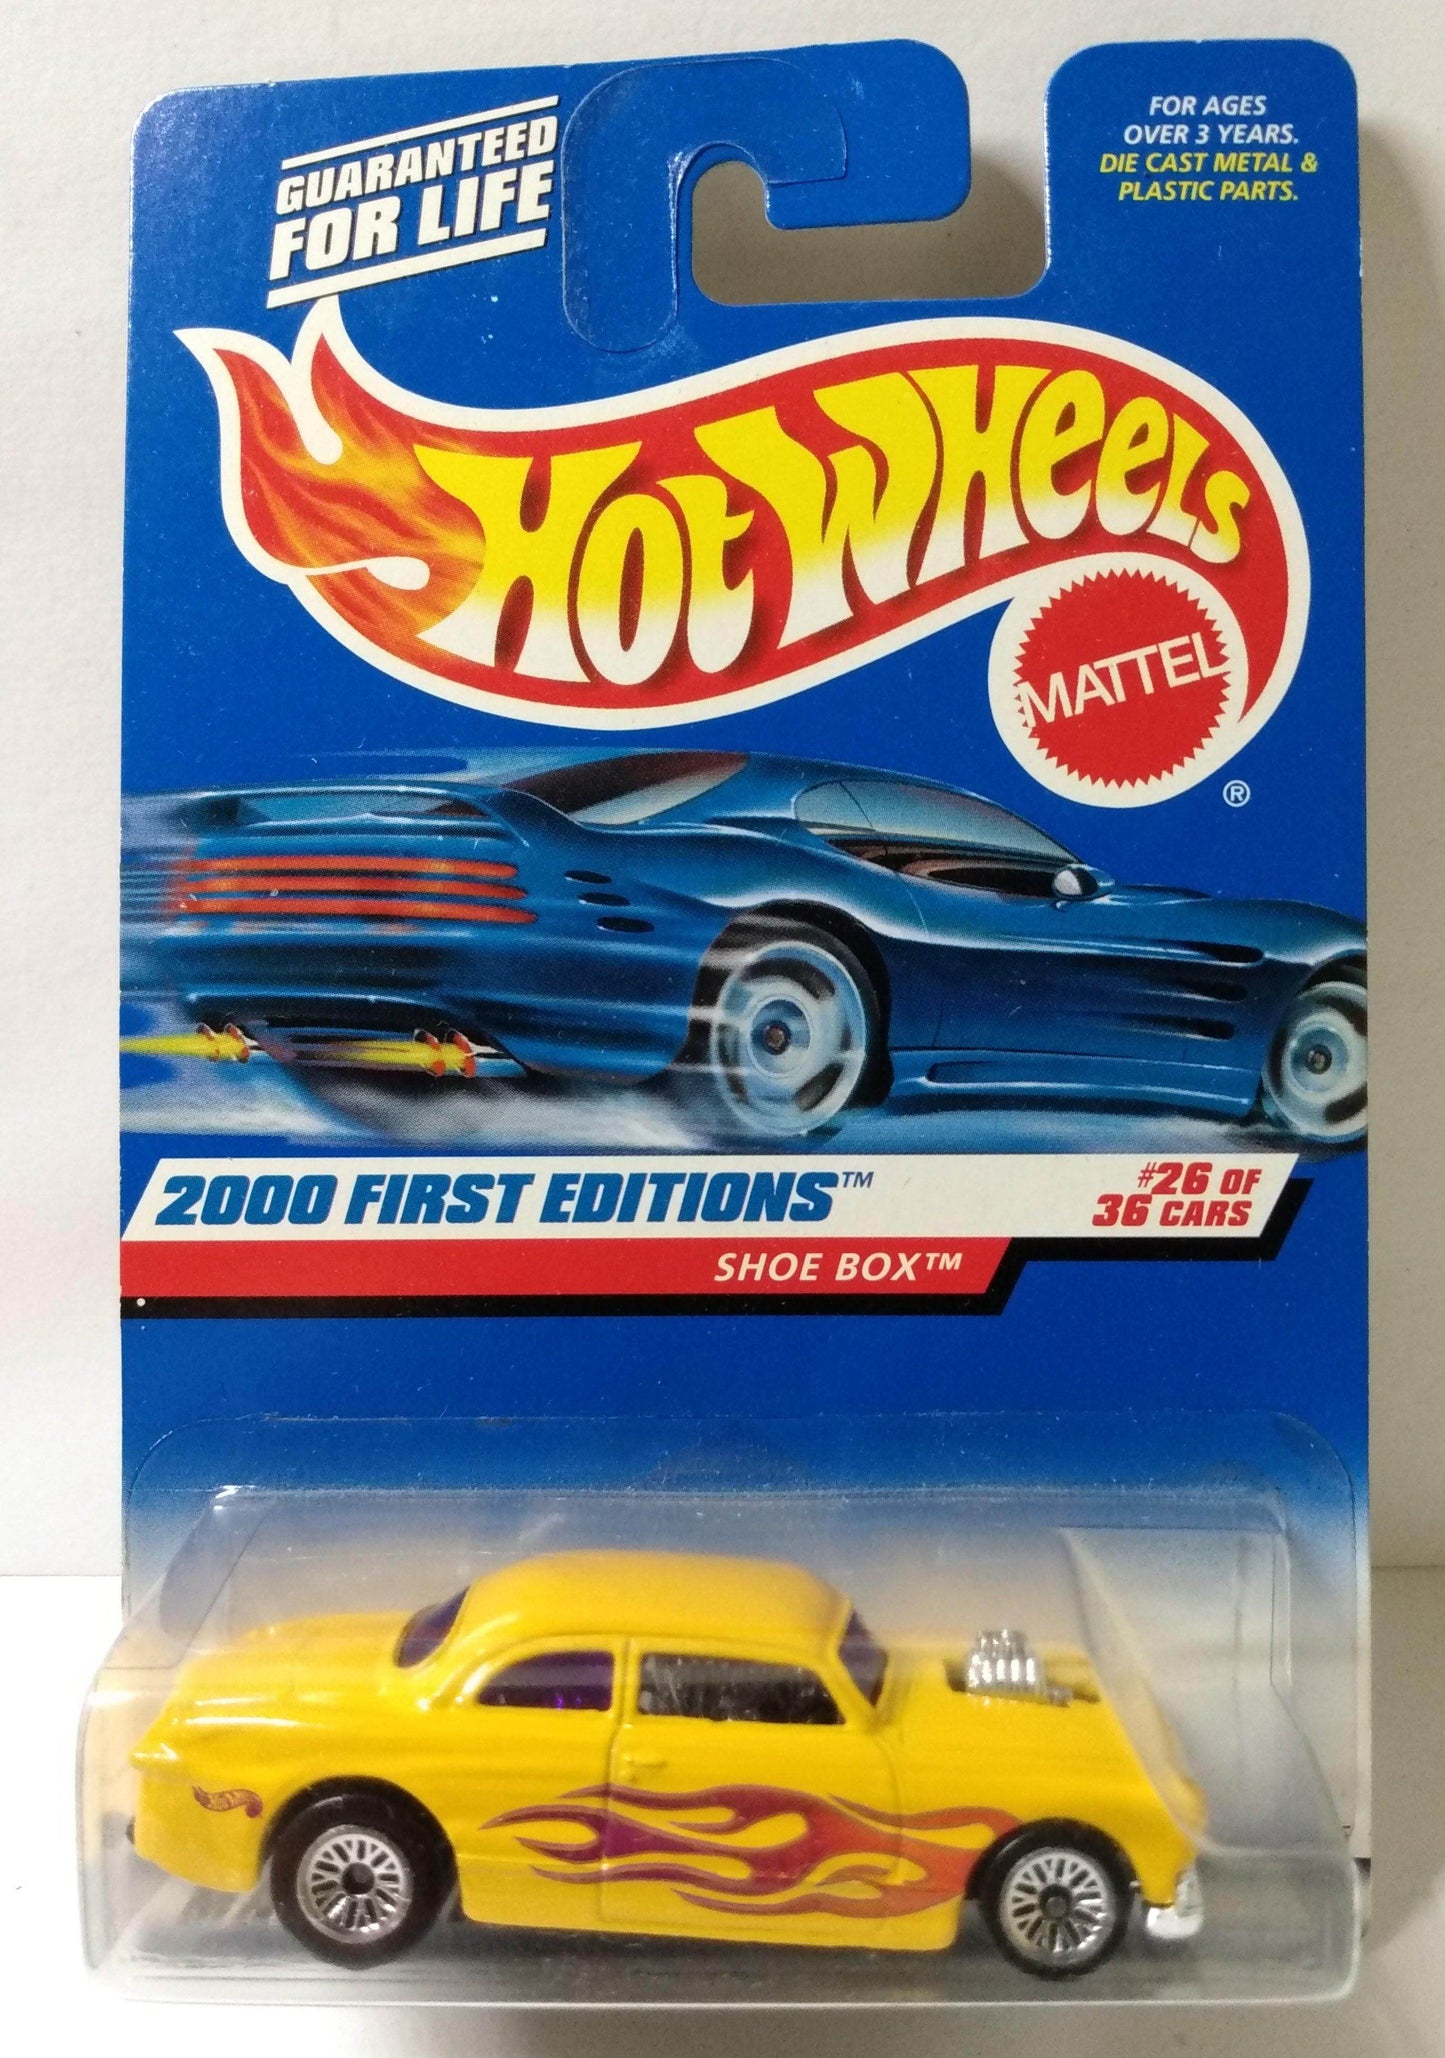 GUARANTEED
FOR LIFE
FOR AGES
OVER 3 YEARS.
DIE CAST METAL &
PLASTIC PARTS.
HOT WHEELS
MATTEL
®
2000 FIRST EDITIONS™
#26 OF
36 CARS
SHOE BOX™